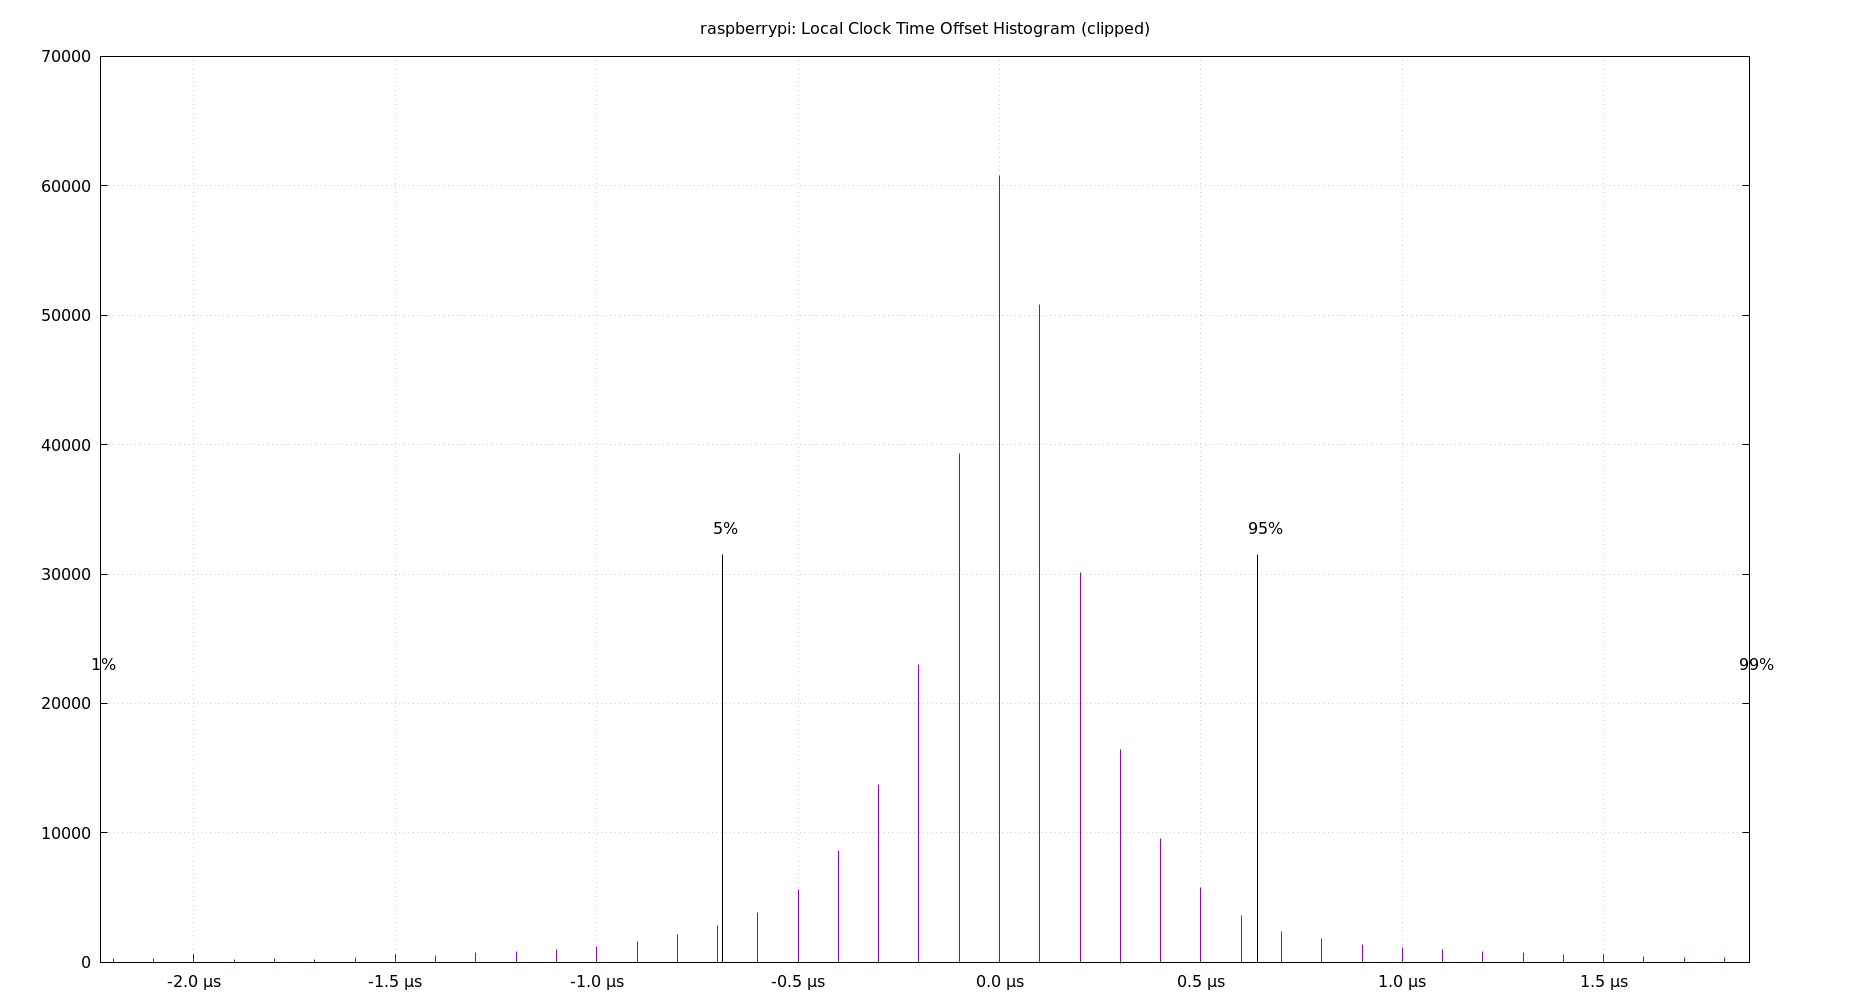 raspberrypi: Local Clock Time Offset Histogram (clipped)
70000
60000
50000
40000
5%
95%
30000
1%
99%
20000
10000
0
-2.0 µs
-1.5 µs
-1.0 µs
-0.5 µs
0.0 µs
0.5 µs
1.0 µs
1.5 µs